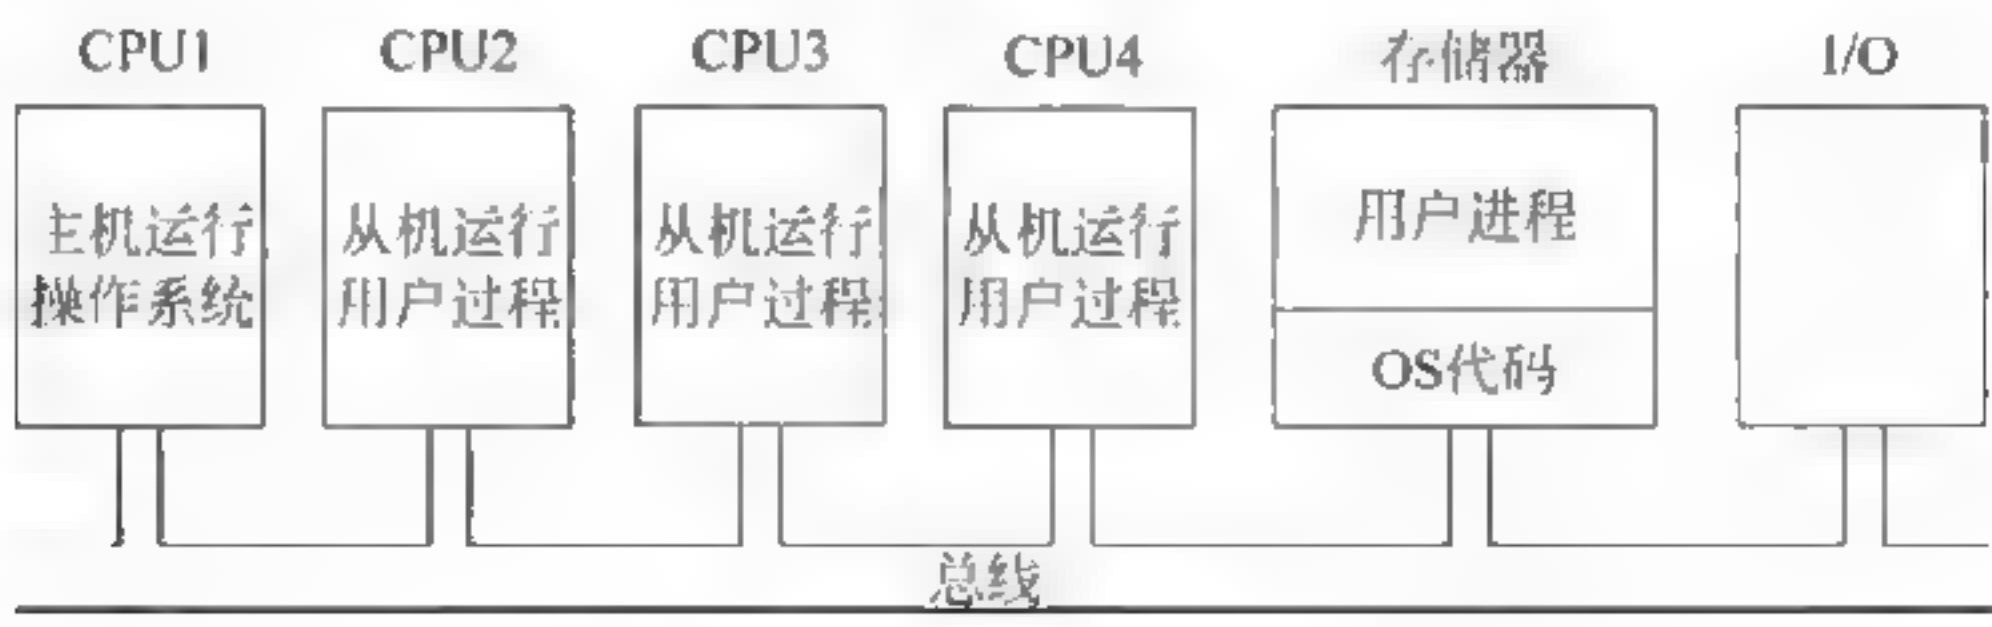 CPU1
CPU2
CPU3
CPU4
存储器
I/O
主机运行
操作系统
从机运行
用户过程
从机运行
用户过程
从机运行
用户过程
用户进程
OS代码
总线